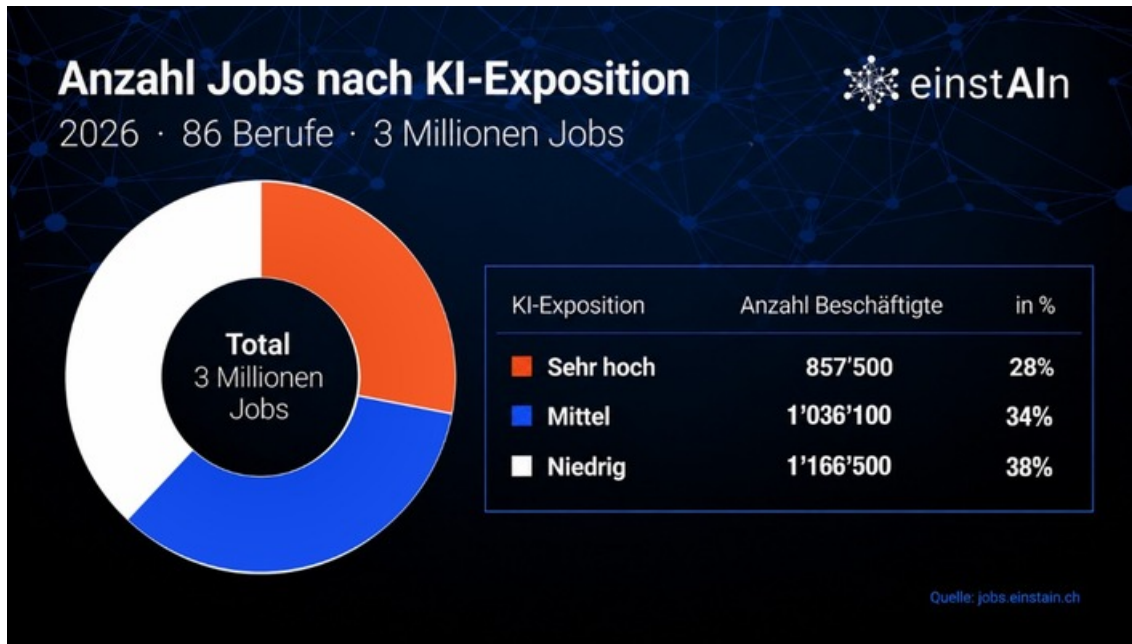 Anzahl Jobs nach KI-Exposition
einstAIn
2026 · 86 Berufe · 3 Millionen Jobs
Total
3 Millionen
Jobs
KI-Exposition Anzahl Beschäftigte in %
Sehr hoch 857'500 28%
Mittel 1'036'100 34%
Niedrig 1'166'500 38%
Quelle: jobs.einstain.ch